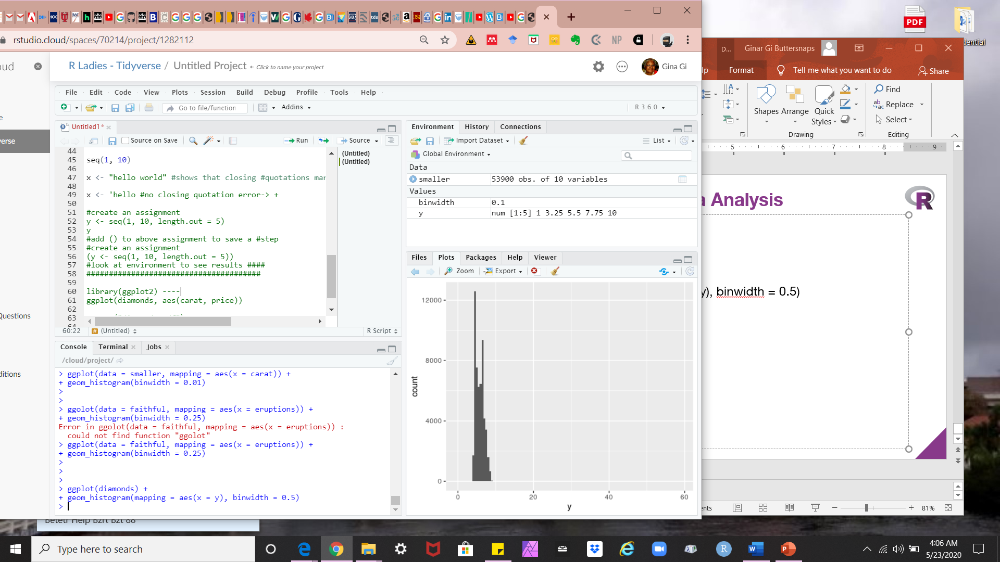 rstudio.cloud/spaces/70214/project/1282112
NP
PDF
dential
D...
Ginar Gi Buttersnaps
lp
Format
Tell me what you want to do
Share
Find
Replace
Select
Shapes
Arrange
Quick
Styles
Drawing
Editing
5 6 7 8 9
a Analysis
R
y), binwidth = 0.5)
ents
81%
oud
e
verse
Questions
ditions
R Ladies - Tidyverse / Untitled Project
Click to name your project
Gina Gi
File Edit Code View Plots Session Build Debug Profile Tools Help
Go to file/function
Addins
R 3.6.0
Untitled1*
Source on Save
Run
Source
44
45 seq(1, 10)
46
47 x <- "hello world" #shows that closing #quotations mar
48
49 x <- 'hello #no closing quotation error-> +
50
51 #create an assignment
52 y <- seq(1, 10, length.out = 5)
53 y
54 #add () to above assignment to save a #step
55 #create an assignment
56 (y <- seq(1, 10, length.out = 5))
57 #look at environment to see results ####
58 #######################################
59
60 library(ggplot2) ----
61 ggplot(diamonds, aes(carat, price))
62
63
64
(Untitled)
(Untitled)
60:22
(Untitled)
R Script
Console Terminal Jobs
/cloud/project/
> ggplot(data = smaller, mapping = aes(x = carat)) +
+ geom_histogram(binwidth = 0.01)
>
>
> ggolot(data = faithful, mapping = aes(x = eruptions)) +
+ geom_histogram(binwidth = 0.25)
Error in ggolot(data = faithful, mapping = aes(x = eruptions)) :
could not find function "ggolot"
> ggplot(data = faithful, mapping = aes(x = eruptions)) +
+ geom_histogram(binwidth = 0.25)
>
>
>
> ggplot(diamonds) +
+ geom_histogram(mapping = aes(x = y), binwidth = 0.5)
>
Environment History Connections
Import Dataset
List
Global Environment
Data
smaller 53900 obs. of 10 variables
Values
binwidth 0.1
y num [1:5] 1 3.25 5.5 7.75 10
Files Plots Packages Help Viewer
Zoom
Export
12000
8000
4000
0
count
0 20 40 60
y
Type here to search
4:06 AM
5/23/2020